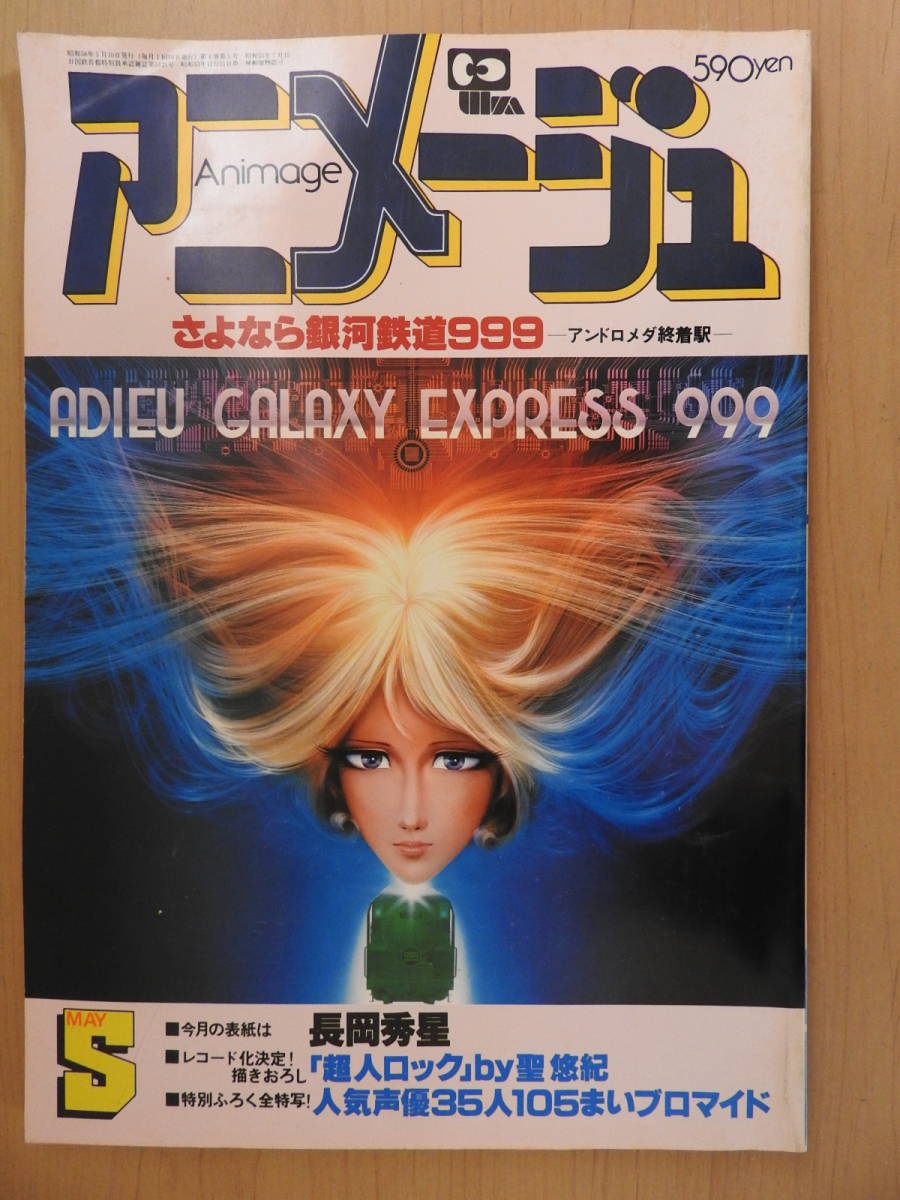 590yen
アニメージュ
Animage
さよなら銀河鉄道999 —アンドロメダ終着駅—
ADIEU GALAXY EXPRESS 999
MAY
5
■今月の表紙は 長岡秀星
■レコード化決定!
描きおろし「超人ロック」by聖 悠紀
■特別ふろく全特写! 人気声優35人105まいブロマイド